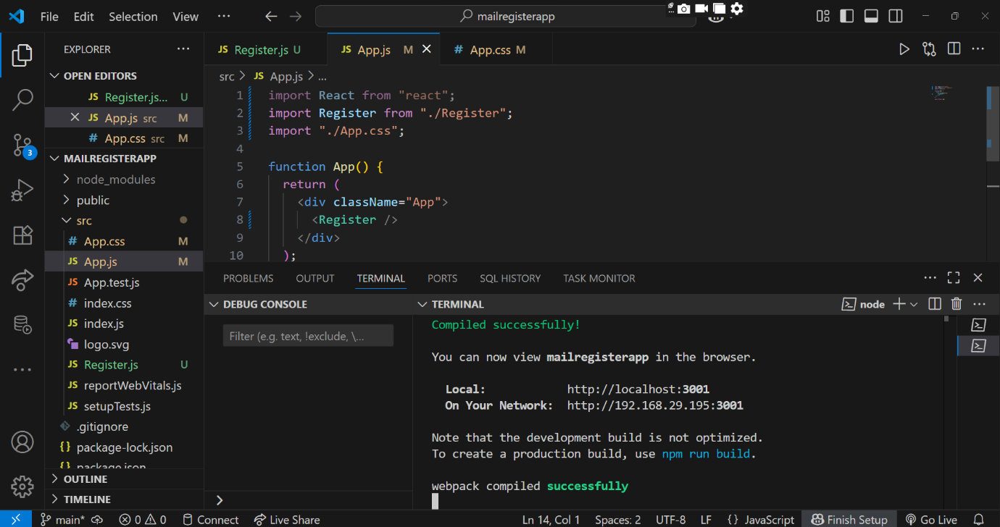 File Edit Selection View ··· mailregisterapp
EXPLORER ···
OPEN EDITORS
JS Register.js... U
JS App.js src M
# App.css src M
MAILREGISTERAPP
node_modules
public
src
# App.css M
JS App.js M
JS App.test.js
# index.css
JS index.js
logo.svg
JS Register.js U
JS reportWebVitals.js
JS setupTests.js
.gitignore
{} package-lock.json
{} package.json
OUTLINE
TIMELINE
3
JS Register.js U JS App.js M # App.css M
src > JS App.js > ...
1 import React from "react";
2 import Register from "./Register";
3 import "./App.css";
4
5 function App() {
6 return (
7 <div className="App">
8 <Register />
9 </div>
10 );
PROBLEMS OUTPUT TERMINAL PORTS SQL HISTORY TASK MONITOR ···
DEBUG CONSOLE
Filter (e.g. text, !exclude, \...
TERMINAL node ···
Compiled successfully!
You can now view mailregisterapp in the browser.
Local: http://localhost:3001
On Your Network: http://192.168.29.195:3001
Note that the development build is not optimized.
To create a production build, use npm run build.
webpack compiled successfully
main* 0 0 Connect Live Share Ln 14, Col 1 Spaces: 2 UTF-8 LF {} JavaScript Finish Setup Go Live